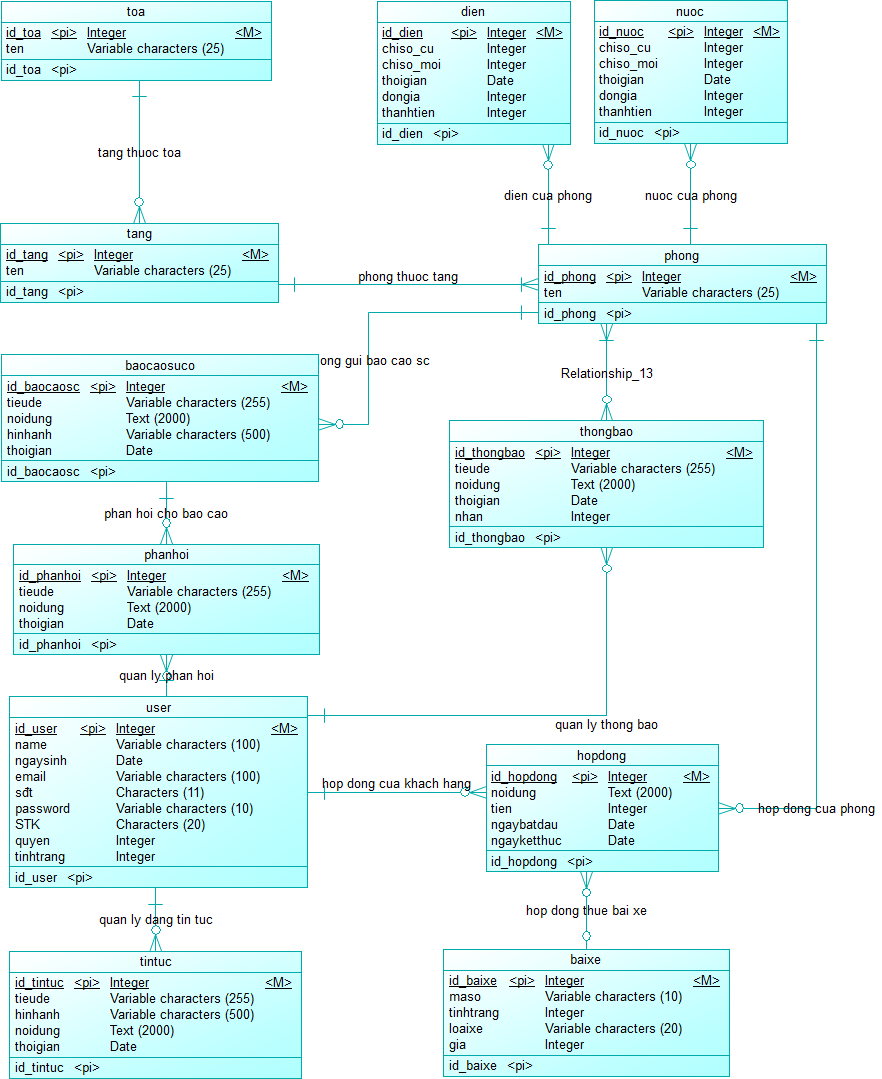 toa
id_toa <pi> Integer <M>
ten Variable characters (25)
id_toa <pi>
dien
id_dien <pi> Integer <M>
chiso_cu Integer
chiso_moi Integer
thoigian Date
dongia Integer
thanhtien Integer
id_dien <pi>
nuoc
id_nuoc <pi> Integer <M>
chiso_cu Integer
chiso_moi Integer
thoigian Date
dongia Integer
thanhtien Integer
id_nuoc <pi>
tang thuoc toa
dien cua phong
nuoc cua phong
tang
id_tang <pi> Integer <M>
ten Variable characters (25)
id_tang <pi>
phong thuoc tang
phong
id_phong <pi> Integer <M>
ten Variable characters (25)
id_phong <pi>
ong gui bao cao sc
baocaosuco
id_baocaosc <pi> Integer <M>
tieude Variable characters (255)
noidung Text (2000)
hinhanh Variable characters (500)
thoigian Date
id_baocaosc <pi>
Relationship_13
thongbao
id_thongbao <pi> Integer <M>
tieude Variable characters (255)
noidung Text (2000)
thoigian Date
nhan Integer
id_thongbao <pi>
phan hoi cho bao cao
phanhoi
id_phanhoi <pi> Integer <M>
tieude Variable characters (255)
noidung Text (2000)
thoigian Date
id_phanhoi <pi>
quan ly phan hoi
user
id_user <pi> Integer <M>
name Variable characters (100)
ngaysinh Date
email Variable characters (100)
sđt Characters (11)
password Variable characters (10)
STK Characters (20)
quyen Integer
tinhtrang Integer
id_user <pi>
quan ly thong bao
hop dong cua khach hang
hopdong
id_hopdong <pi> Integer <M>
noidung Text (2000)
tien Integer
ngaybatdau Date
ngayketthuc Date
id_hopdong <pi>
hop dong cua phong
quan ly dang tin tuc
hop dong thue bai xe
tintuc
id_tintuc <pi> Integer <M>
tieude Variable characters (255)
hinhanh Variable characters (500)
noidung Text (2000)
thoigian Date
id_tintuc <pi>
baixe
id_baixe <pi> Integer <M>
maso Variable characters (10)
tinhtrang Integer
loaixe Variable characters (20)
gia Integer
id_baixe <pi>